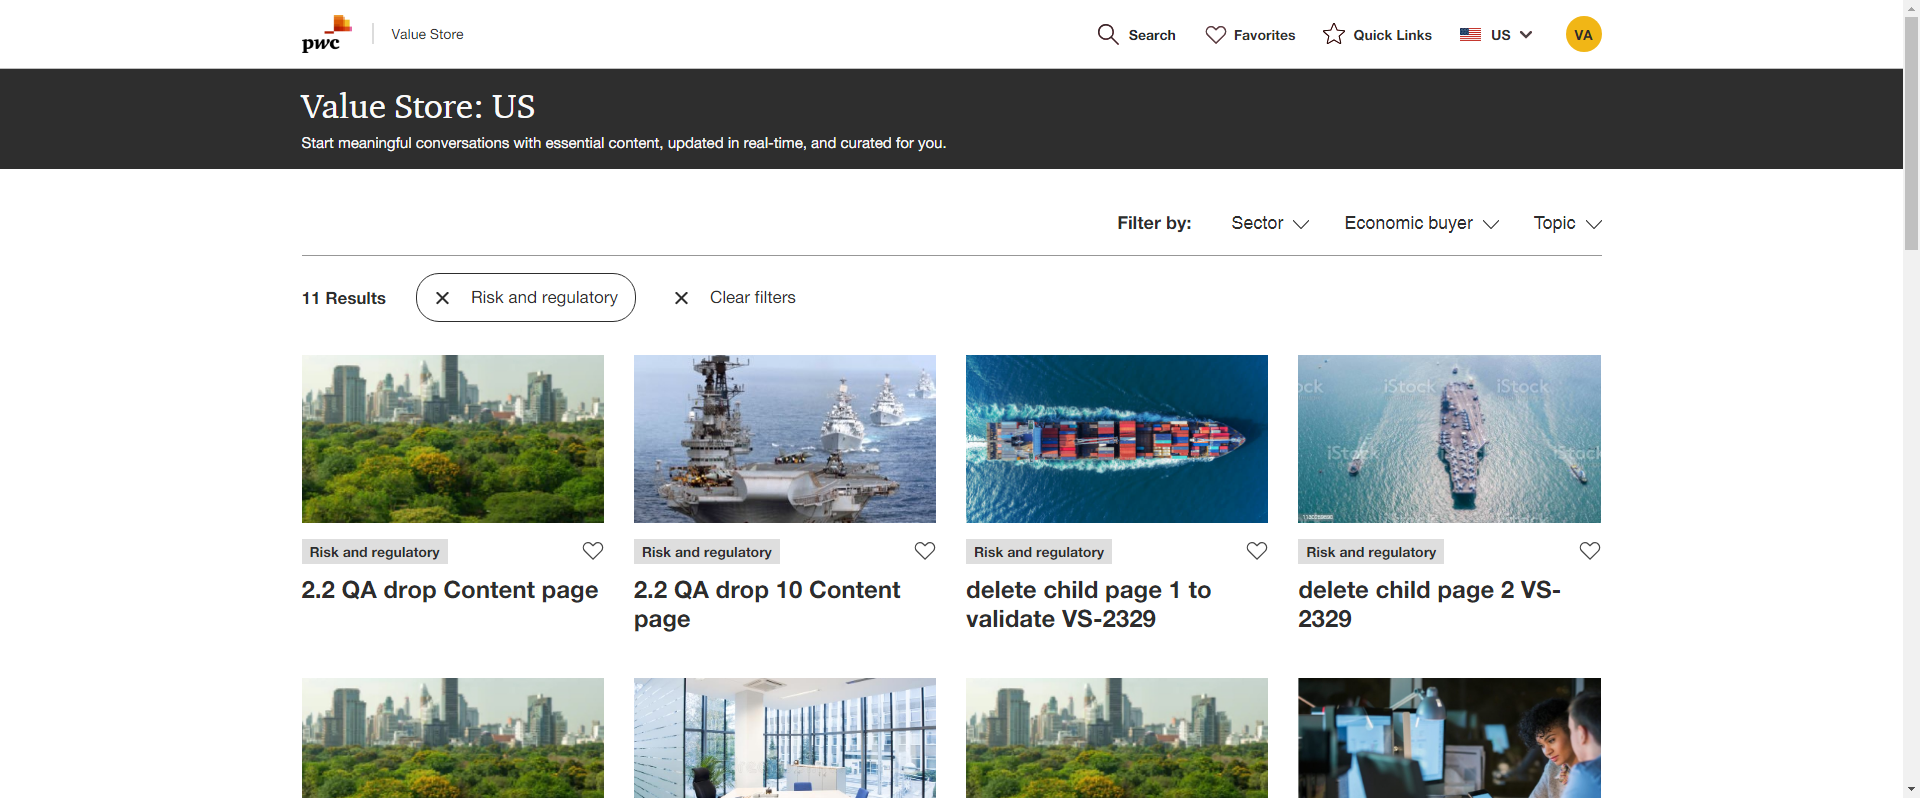 pwc
Value Store
Search
Favorites
Quick Links
US
VA
Value Store: US
Start meaningful conversations with essential content, updated in real-time, and curated for you.
Filter by:
Sector
Economic buyer
Topic
11 Results
Risk and regulatory
Clear filters
iStock
iStock
iStock
iStock
Risk and regulatory
Risk and regulatory
Risk and regulatory
Risk and regulatory
2.2 QA drop Content page
2.2 QA drop 10 Content
page
delete child page 1 to
validate VS-2329
delete child page 2 VS-
2329